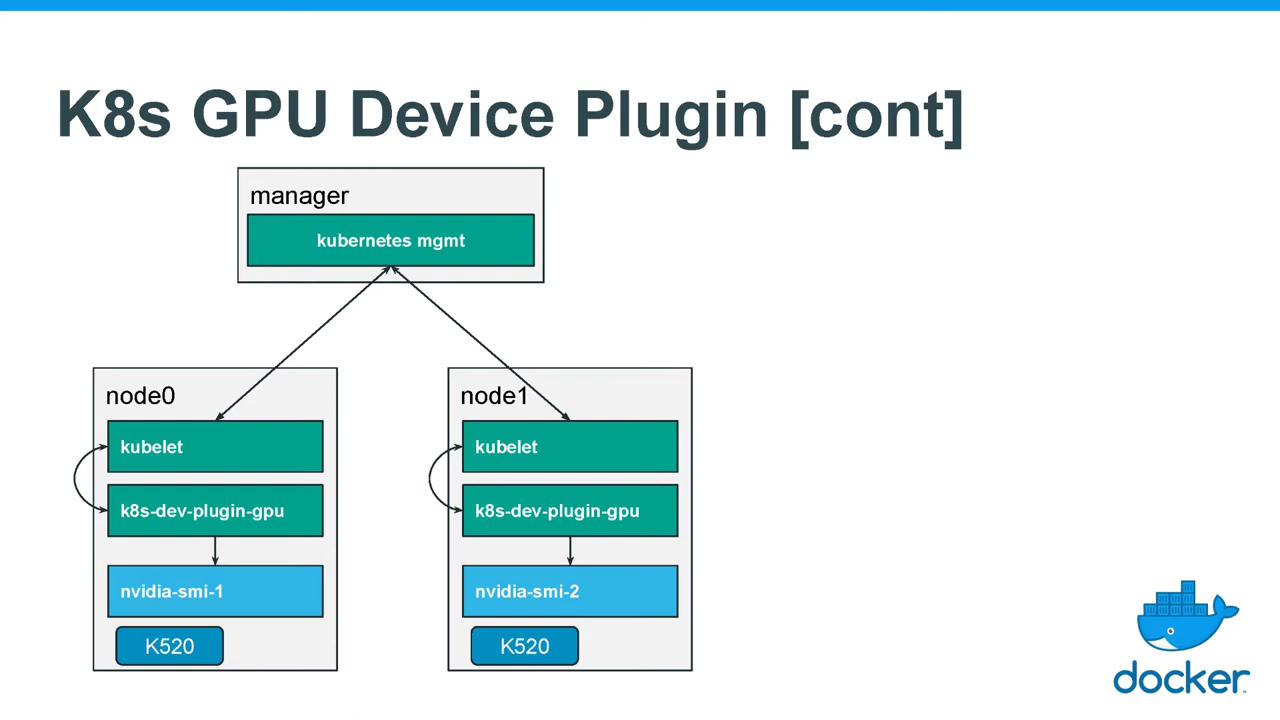 K8s GPU Device Plugin [cont]
manager
kubernetes mgmt
node0
kubelet
k8s-dev-plugin-gpu
nvidia-smi-1
K520
node1
kubelet
k8s-dev-plugin-gpu
nvidia-smi-2
K520
docker